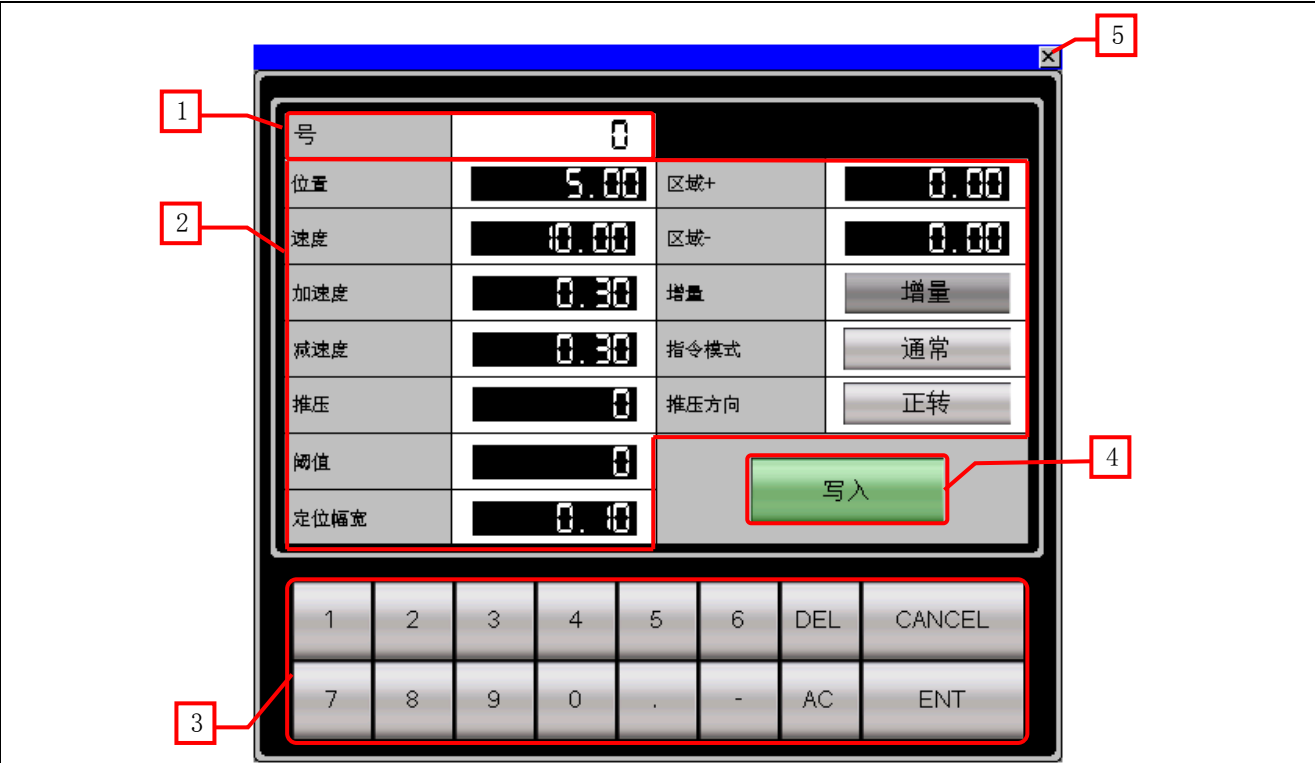 5
×
1
号 0
位置 5.00 区域+ 0.00
2
速度 10.00 区域- 0.00
加速度 0.30 增量 增量
减速度 0.30 指令模式 通常
推压 0 推压方向 正转
阈值 0
4
写入
定位幅宽 0.10
1 2 3 4 5 6 DEL CANCEL
7 8 9 0 . - AC ENT
3